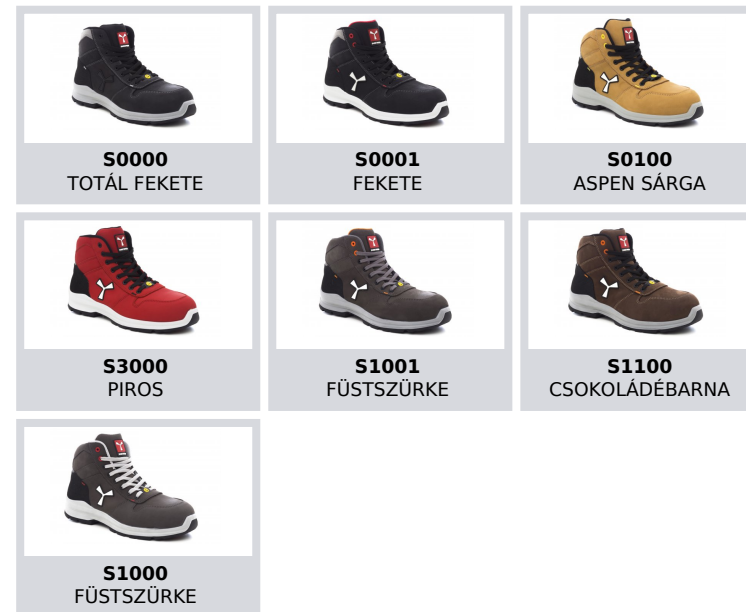 S0000
TOTÁL FEKETE
S0001
FEKETE
S0100
ASPEN SÁRGA
S3000
PIROS
S1001
FÜSTSZÜRKE
S1100
CSOKOLÁDÉBARNA
S1000
FÜSTSZÜRKE